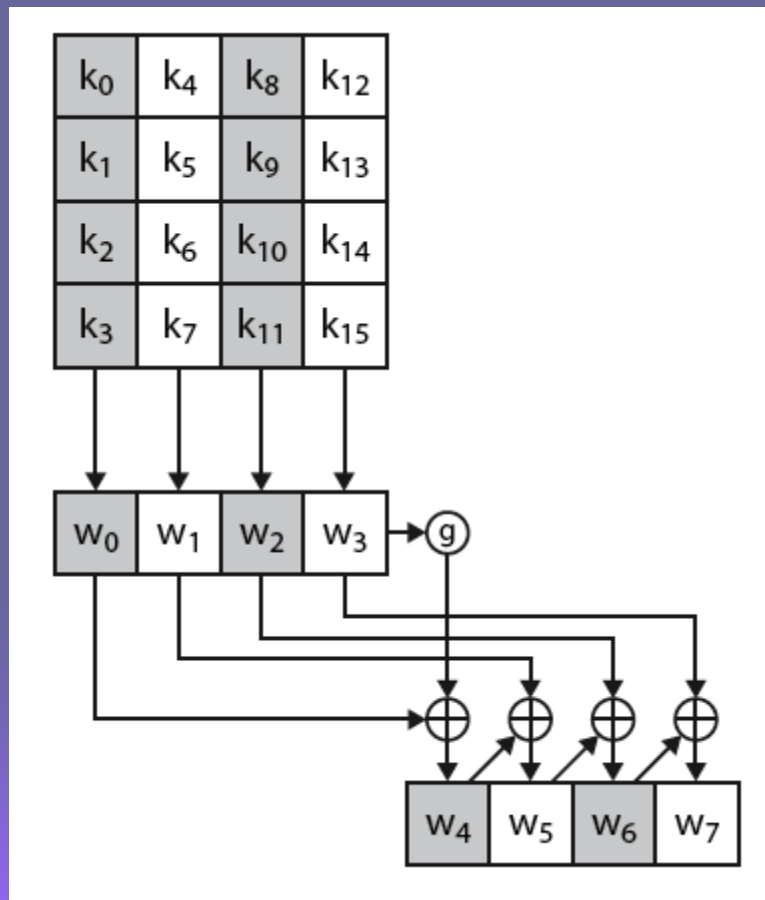 k₀ k₄ k₈ k₁₂
k₁ k₅ k₉ k₁₃
k₂ k₆ k₁₀ k₁₄
k₃ k₇ k₁₁ k₁₅
w₀ w₁ w₂ w₃ g
w₄ w₅ w₆ w₇